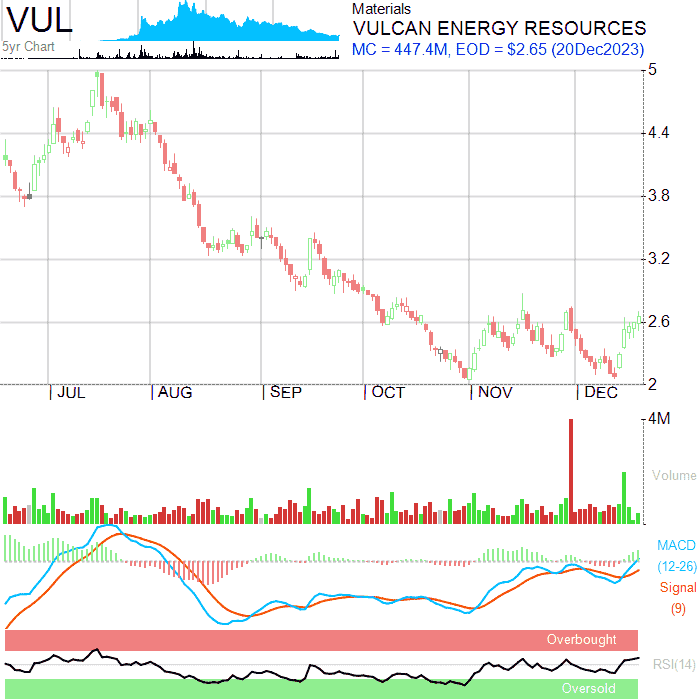 VUL
5yr Chart
Materials
VULCAN ENERGY RESOURCES
MC = 447.4M, EOD = $2.65 (20Dec2023)
5
4.4
3.8
3.2
2.6
2
JUL AUG SEP OCT NOV DEC
4M
Volume
MACD
(12-26)
Signal
(9)
Overbought
RSI(14)
Oversold